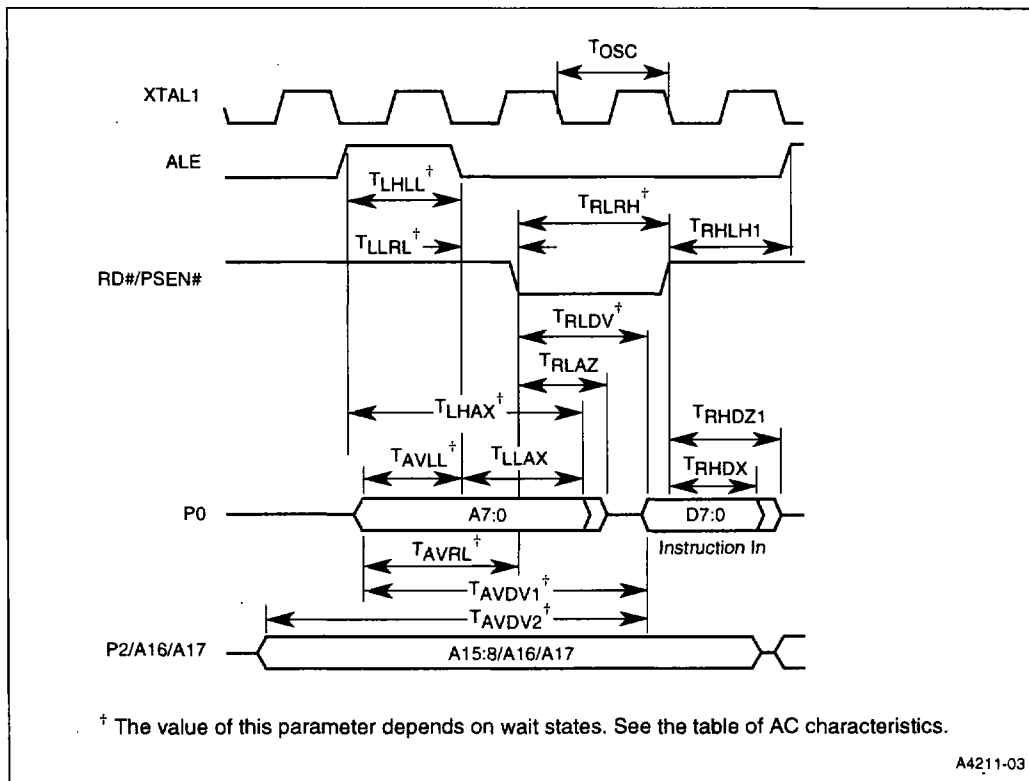 TOSC
XTAL1
ALE
TLHLL†
TRLRH†
TRHLH1
TLLRL†
RD#/PSEN#
TRLDV†
TRLAZ
TLHAX†
TRHDZ1
TAVLL†
TLLAX
TRHDX
P0
A7:0
D7:0
Instruction In
TAVRL†
TAVDV1†
TAVDV2†
P2/A16/A17
A15:8/A16/A17
† The value of this parameter depends on wait states. See the table of AC characteristics.
A4211-03